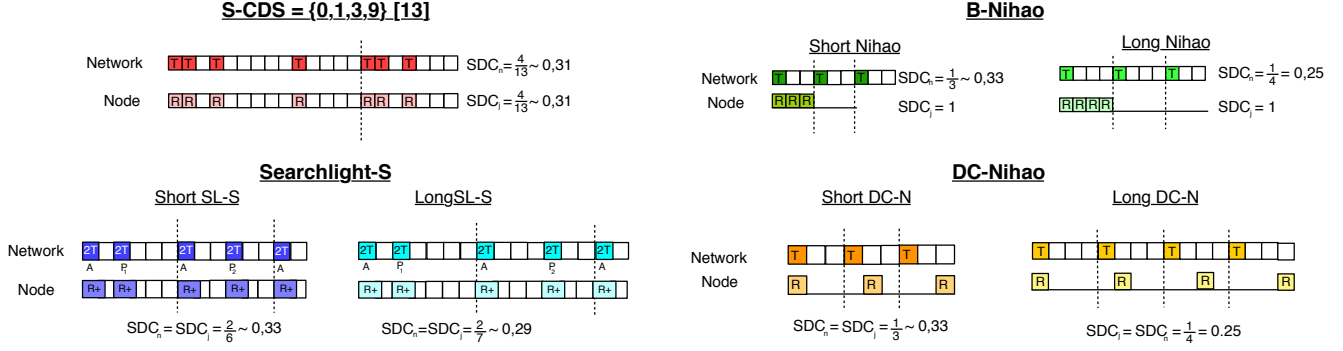 S-CDS = {0,1,3,9} [13]
Network
T T T T T T T
SDCn = 4/13 ~ 0,31
Node
R R R R R R R
SDCj = 4/13 ~ 0,31
B-Nihao
Short Nihao
Network
T T T
SDCn = 1/3 ~ 0,33
Node
R R R
SDCj = 1
Long Nihao
T T T
SDCn = 1/4 = 0,25
R R R R
SDCj = 1
Searchlight-S
Short SL-S
Network
2T 2T 2T 2T 2T
A P1 A P2 A
Node
R+ R+ R+ R+ R+
SDCn = SDCj = 2/6 ~ 0,33
LongSL-S
2T 2T 2T 2T 2T
A P1 A P2 A
R+ R+ R+ R+ R+
SDCn = SDCj = 2/7 ~ 0,29
DC-Nihao
Short DC-N
Network
T T T
Node
R R R
SDCn = SDCj = 1/3 ~ 0,33
Long DC-N
T T T T
R R R R
SDCj = SDCn = 1/4 = 0.25